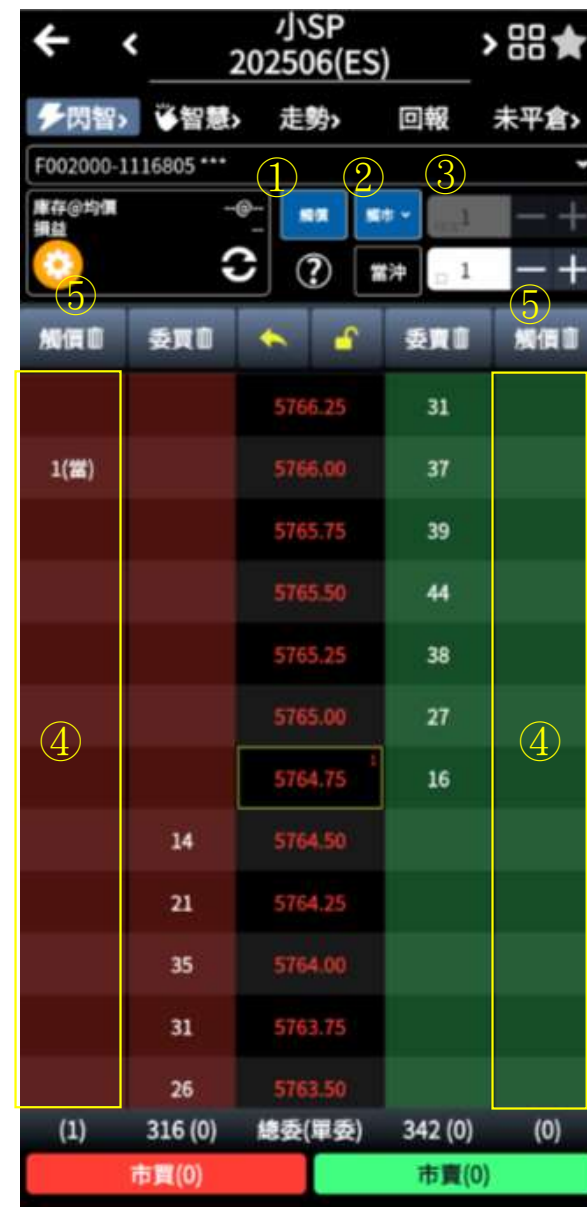 小SP
202506(ES)
閃智› 智慧› 走勢› 回報 未平倉›
F002000-1116805 ***
① ② ③
庫存@均價 --@--
觸價 觸市 1
損益 --
⑤ ? 當沖 口 1 ⑤
觸價 委買 委賣 觸價
5766.25 31
1(當) 5766.00 37
5765.75 39
5765.50 44
5765.25 38
5765.00 27
④ ④
5764.75 1 16
14 5764.50
21 5764.25
35 5764.00
31 5763.75
26 5763.50
(1) 316 (0) 總委(單委) 342 (0) (0)
市買(0) 市賣(0)